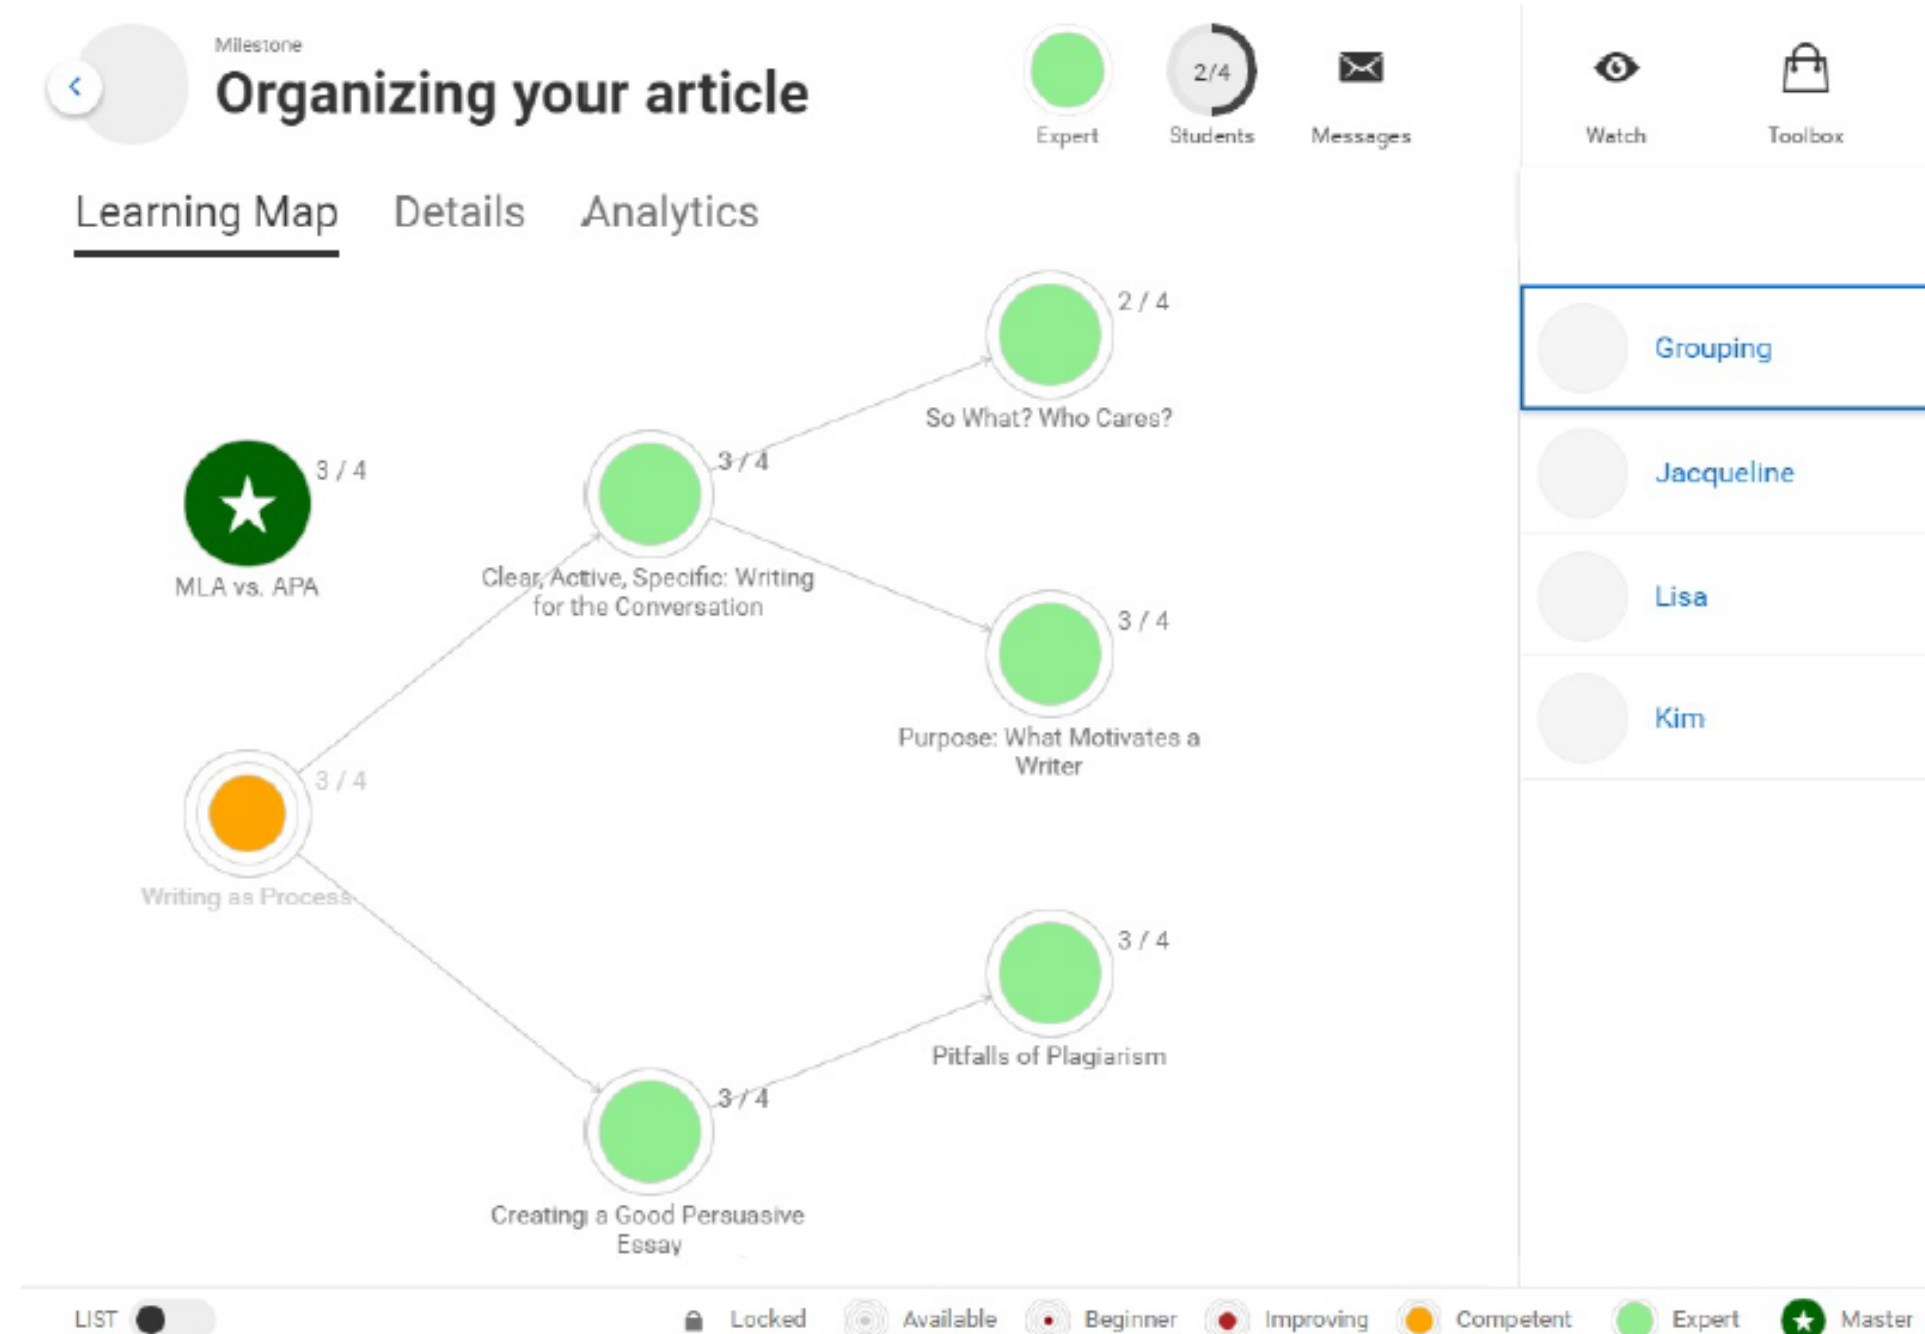 Milestone
Organizing your article
Expert
2/4
Students
Messages
Watch
Toolbox
Learning Map
Details
Analytics
2 / 4
So What? Who Cares?
3 / 4
MLA vs. APA
3 / 4
Clear, Active, Specific: Writing
for the Conversation
3 / 4
Purpose: What Motivates a
Writer
3 / 4
Writing as Process
3 / 4
Pitfalls of Plagiarism
3 / 4
Creating a Good Persuasive
Essay
Grouping
Jacqueline
Lisa
Kim
LIST
Locked
Available
Beginner
Improving
Competent
Expert
Master